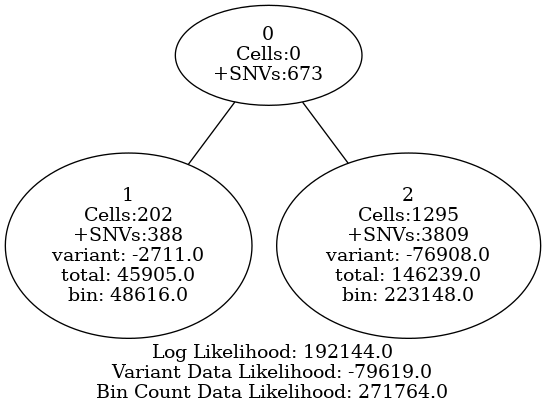 0
Cells:0
+SNVs:673
1
Cells:202
+SNVs:388
variant: -2711.0
total: 45905.0
bin: 48616.0
2
Cells:1295
+SNVs:3809
variant: -76908.0
total: 146239.0
bin: 223148.0
Log Likelihood: 192144.0
Variant Data Likelihood: -79619.0
Bin Count Data Likelihood: 271764.0